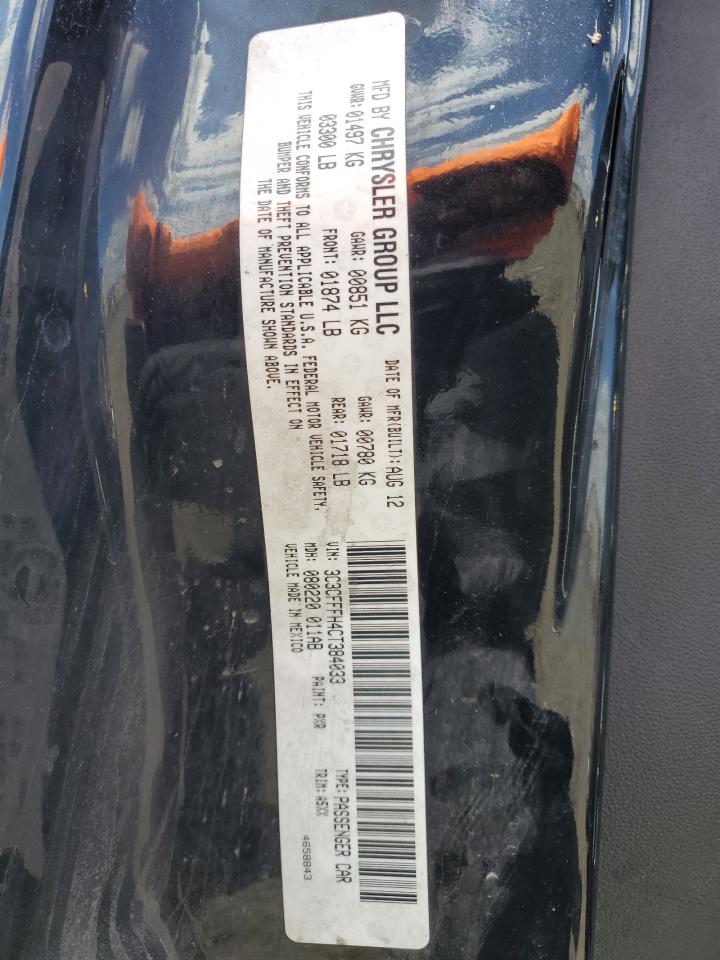 MFD BY CHRYSLER GROUP LLC
DATE OF MFR(BUILT): AUG 12
GVWR: 01497 KG
GAWR: 00851 KG
GAWR: 00780 KG
03300 LB
FRONT: 01874 LB
REAR: 01718 LB
THIS VEHICLE CONFORMS TO ALL APPLICABLE U.S.A. FEDERAL MOTOR VEHICLE SAFETY,
BUMPER AND THEFT PREVENTION STANDARDS IN EFFECT ON
THE DATE OF MANUFACTURE SHOWN ABOVE.
VIN: 3C3CFFFH4CT384033
TYPE: PASSENGER CAR
MDH: 080220 011AB
PAINT: PXR
TRIM: A5XX
VEHICLE MADE IN MEXICO
4658843